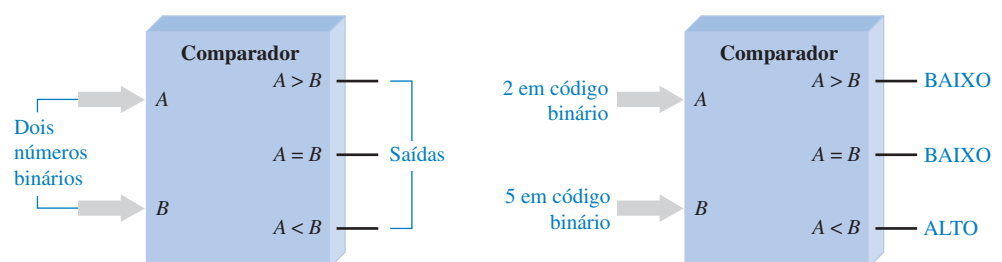 Comparador
A > B
A
Dois
números
binários
A = B
Saídas
B
A < B
Comparador
A > B
BAIXO
2 em código
binário
A
A = B
BAIXO
5 em código
binário
B
A < B
ALTO